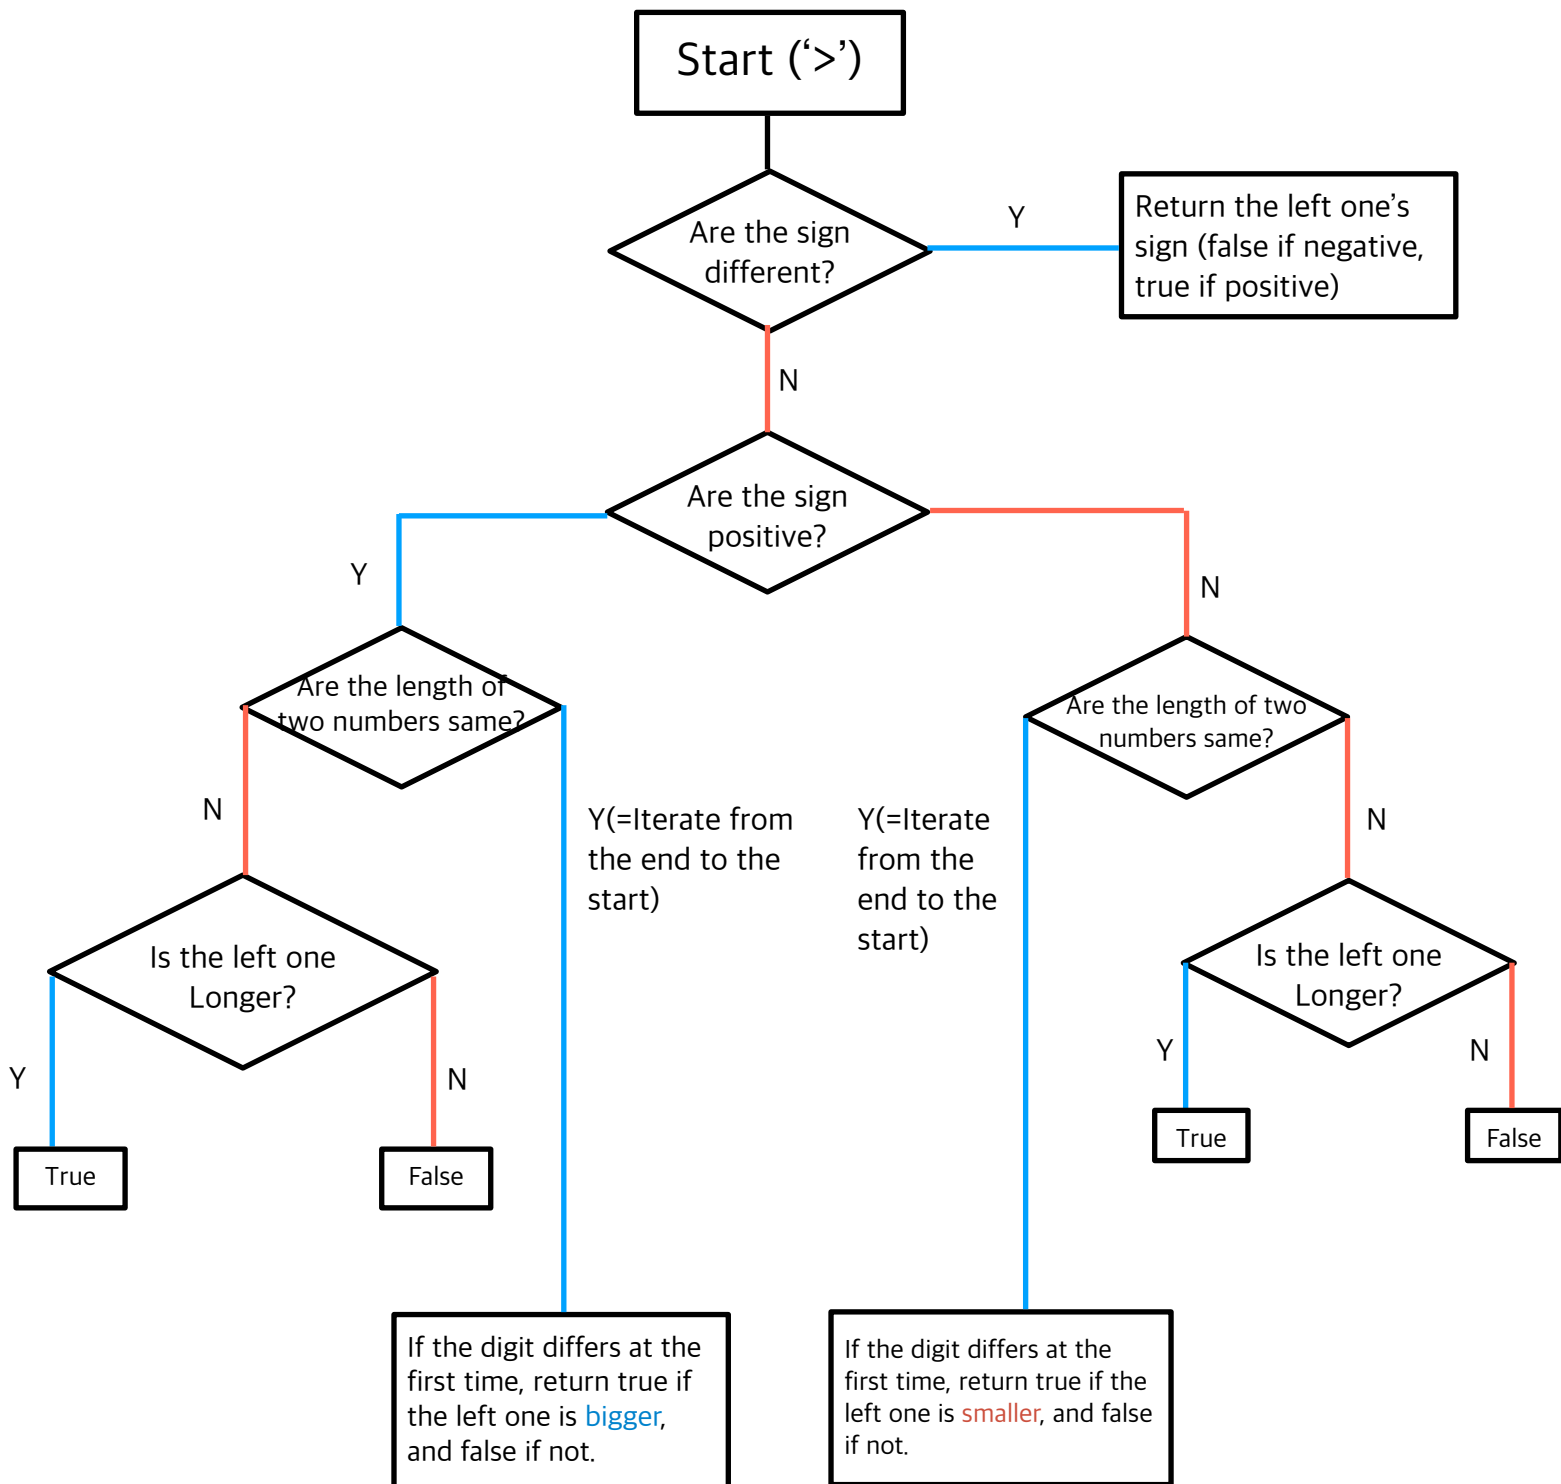 Start (‘>’)
Are the sign
different?
Y
Return the left one’s
sign (false if negative,
true if positive)
N
Are the sign
positive?
Y
N
Are the length of
two numbers same?
Are the length of two
numbers same?
N
Y(=Iterate from
the end to the
start)
Y(=Iterate
from the
end to the
start)
N
Is the left one
Longer?
Is the left one
Longer?
Y
N
Y
N
True
False
True
False
If the digit differs at the
first time, return true if
the left one is bigger,
and false if not.
If the digit differs at the
first time, return true if the
left one is smaller, and false
if not.